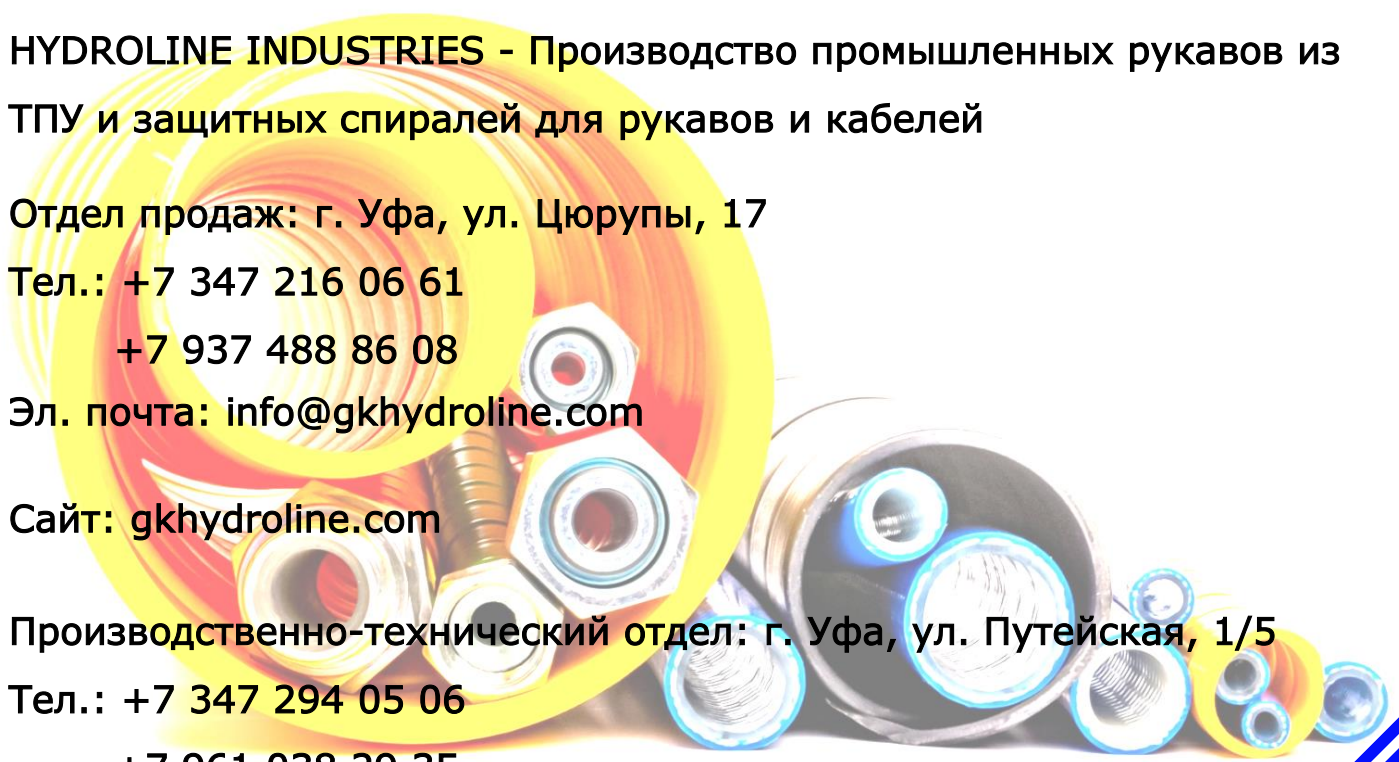 HYDROLINE INDUSTRIES - Производство промышленных рукавов из
ТПУ и защитных спиралей для рукавов и кабелей
Отдел продаж: г. Уфа, ул. Цюрупы, 17
Тел.: +7 347 216 06 61
+7 937 488 86 08
Эл. почта: info@gkhydroline.com
Сайт: gkhydroline.com
Производственно-технический отдел: г. Уфа, ул. Путейская, 1/5
Тел.: +7 347 294 05 06